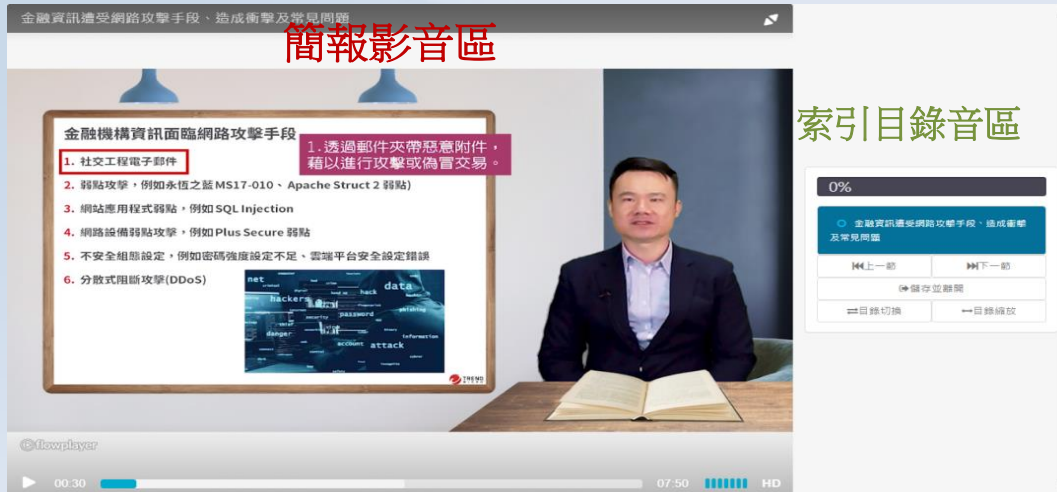 金融資訊遭受網路攻擊手段、造成衝擊及常見問題
簡報影音區
金融機構資訊面臨網路攻擊手段
1. 社交工程電子郵件
1.透過郵件夾帶惡意附件，
藉以進行攻擊或偽冒交易。
2. 弱點攻擊，例如永恆之藍 MS17-010、Apache Struct 2 弱點)
3. 網站應用程式弱點，例如 SQL Injection
4. 網路設備弱點攻擊，例如 Plus Secure 弱點
5. 不安全組態設定，例如密碼強度設定不足、雲端平台安全設定錯誤
6. 分散式阻斷攻擊(DDoS)
net
data
hack
hackers
password
phishing
security
danger
information
account attack
TREND
MICRO
flowplayer
00:30
07:50
HD
索引目錄音區
0%
金融資訊遭受網路攻擊手段、造成衝擊
及常見問題
上一節
下一節
儲存並離開
目錄切換
目錄縮放